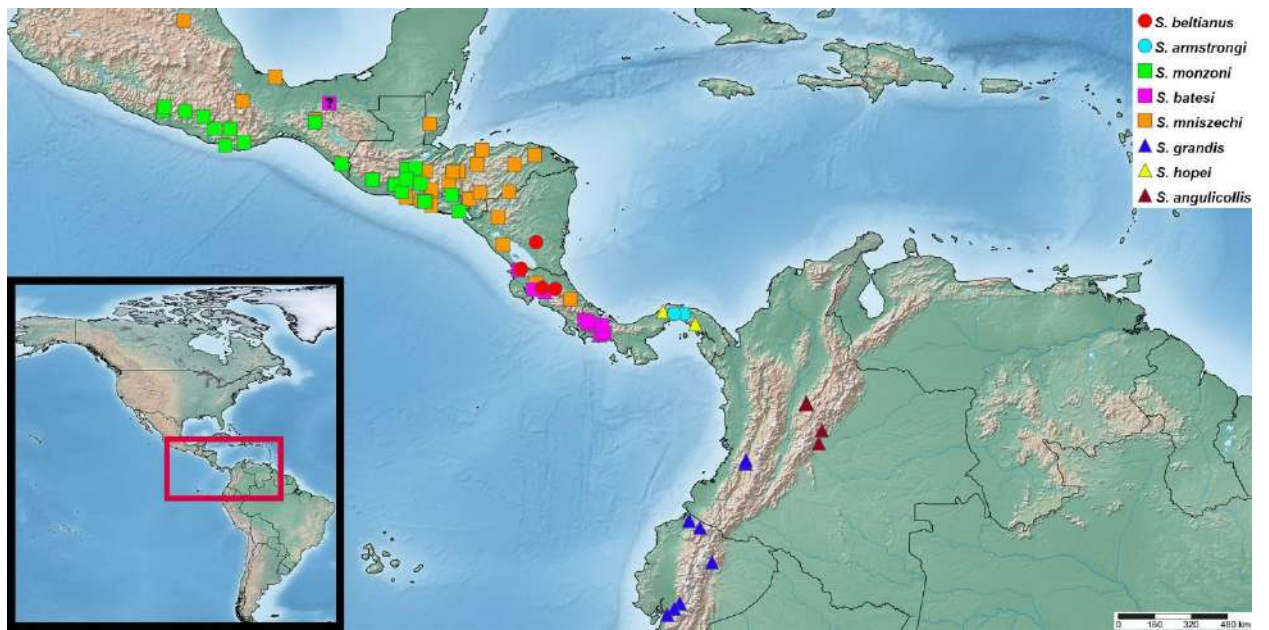 S. beltianus
S. armstrongi
S. monzoni
S. batesi
S. mniszechi
S. grandis
S. hopei
S. angulicollis
?
0 160 320 480 km